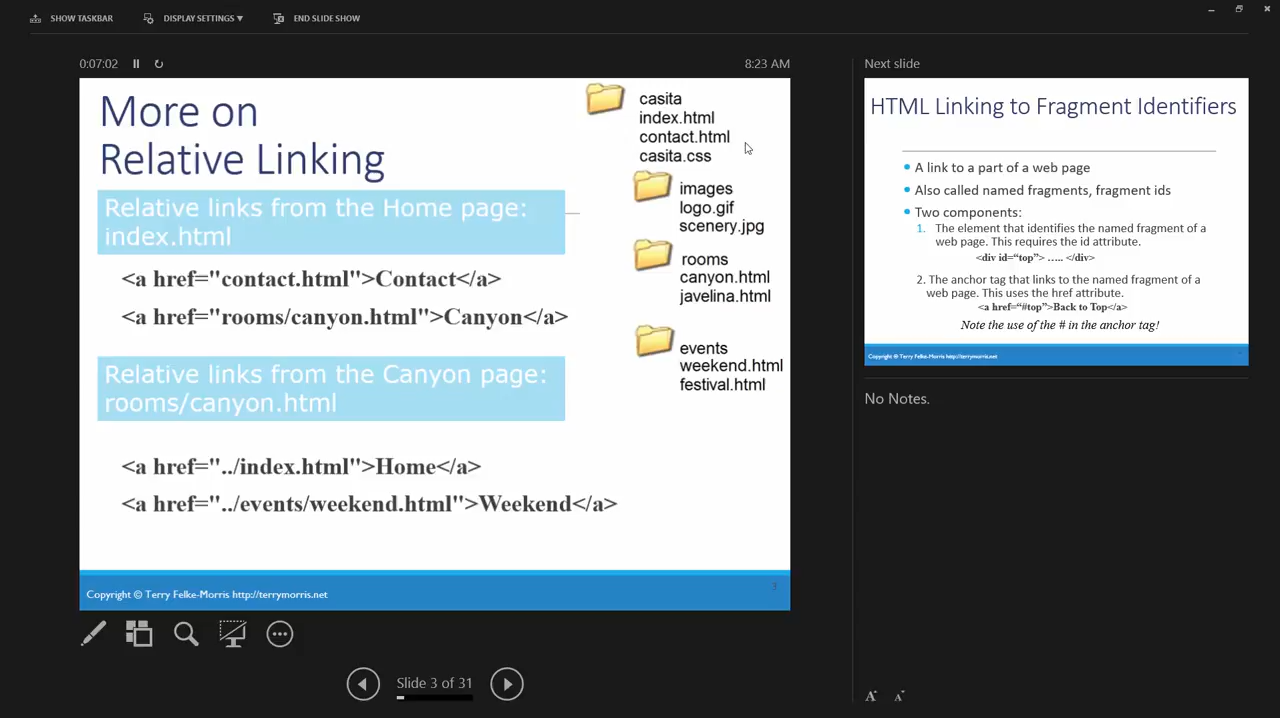 SHOW TASKBAR
DISPLAY SETTINGS ▼
END SLIDE SHOW
0:07:02
8:23 AM
More on
Relative Linking
Relative links from the Home page:
index.html
<a href="contact.html">Contact</a>
<a href="rooms/canyon.html">Canyon</a>
Relative links from the Canyon page:
rooms/canyon.html
<a href="../index.html">Home</a>
<a href="../events/weekend.html">Weekend</a>
casita
index.html
contact.html
casita.css
images
logo.gif
scenery.jpg
rooms
canyon.html
javelina.html
events
weekend.html
festival.html
Copyright © Terry Felke-Morris http://terrymorris.net
3
Slide 3 of 31
Next slide
HTML Linking to Fragment Identifiers
• A link to a part of a web page
• Also called named fragments, fragment ids
• Two components:
1. The element that identifies the named fragment of a
web page. This requires the id attribute.
<div id=“top”> ….. </div>
2. The anchor tag that links to the named fragment of a
web page. This uses the href attribute.
<a href=“#top”>Back to Top</a>
Note the use of the # in the anchor tag!
Copyright © Terry Felke-Morris http://terrymorris.net
No Notes.
A A